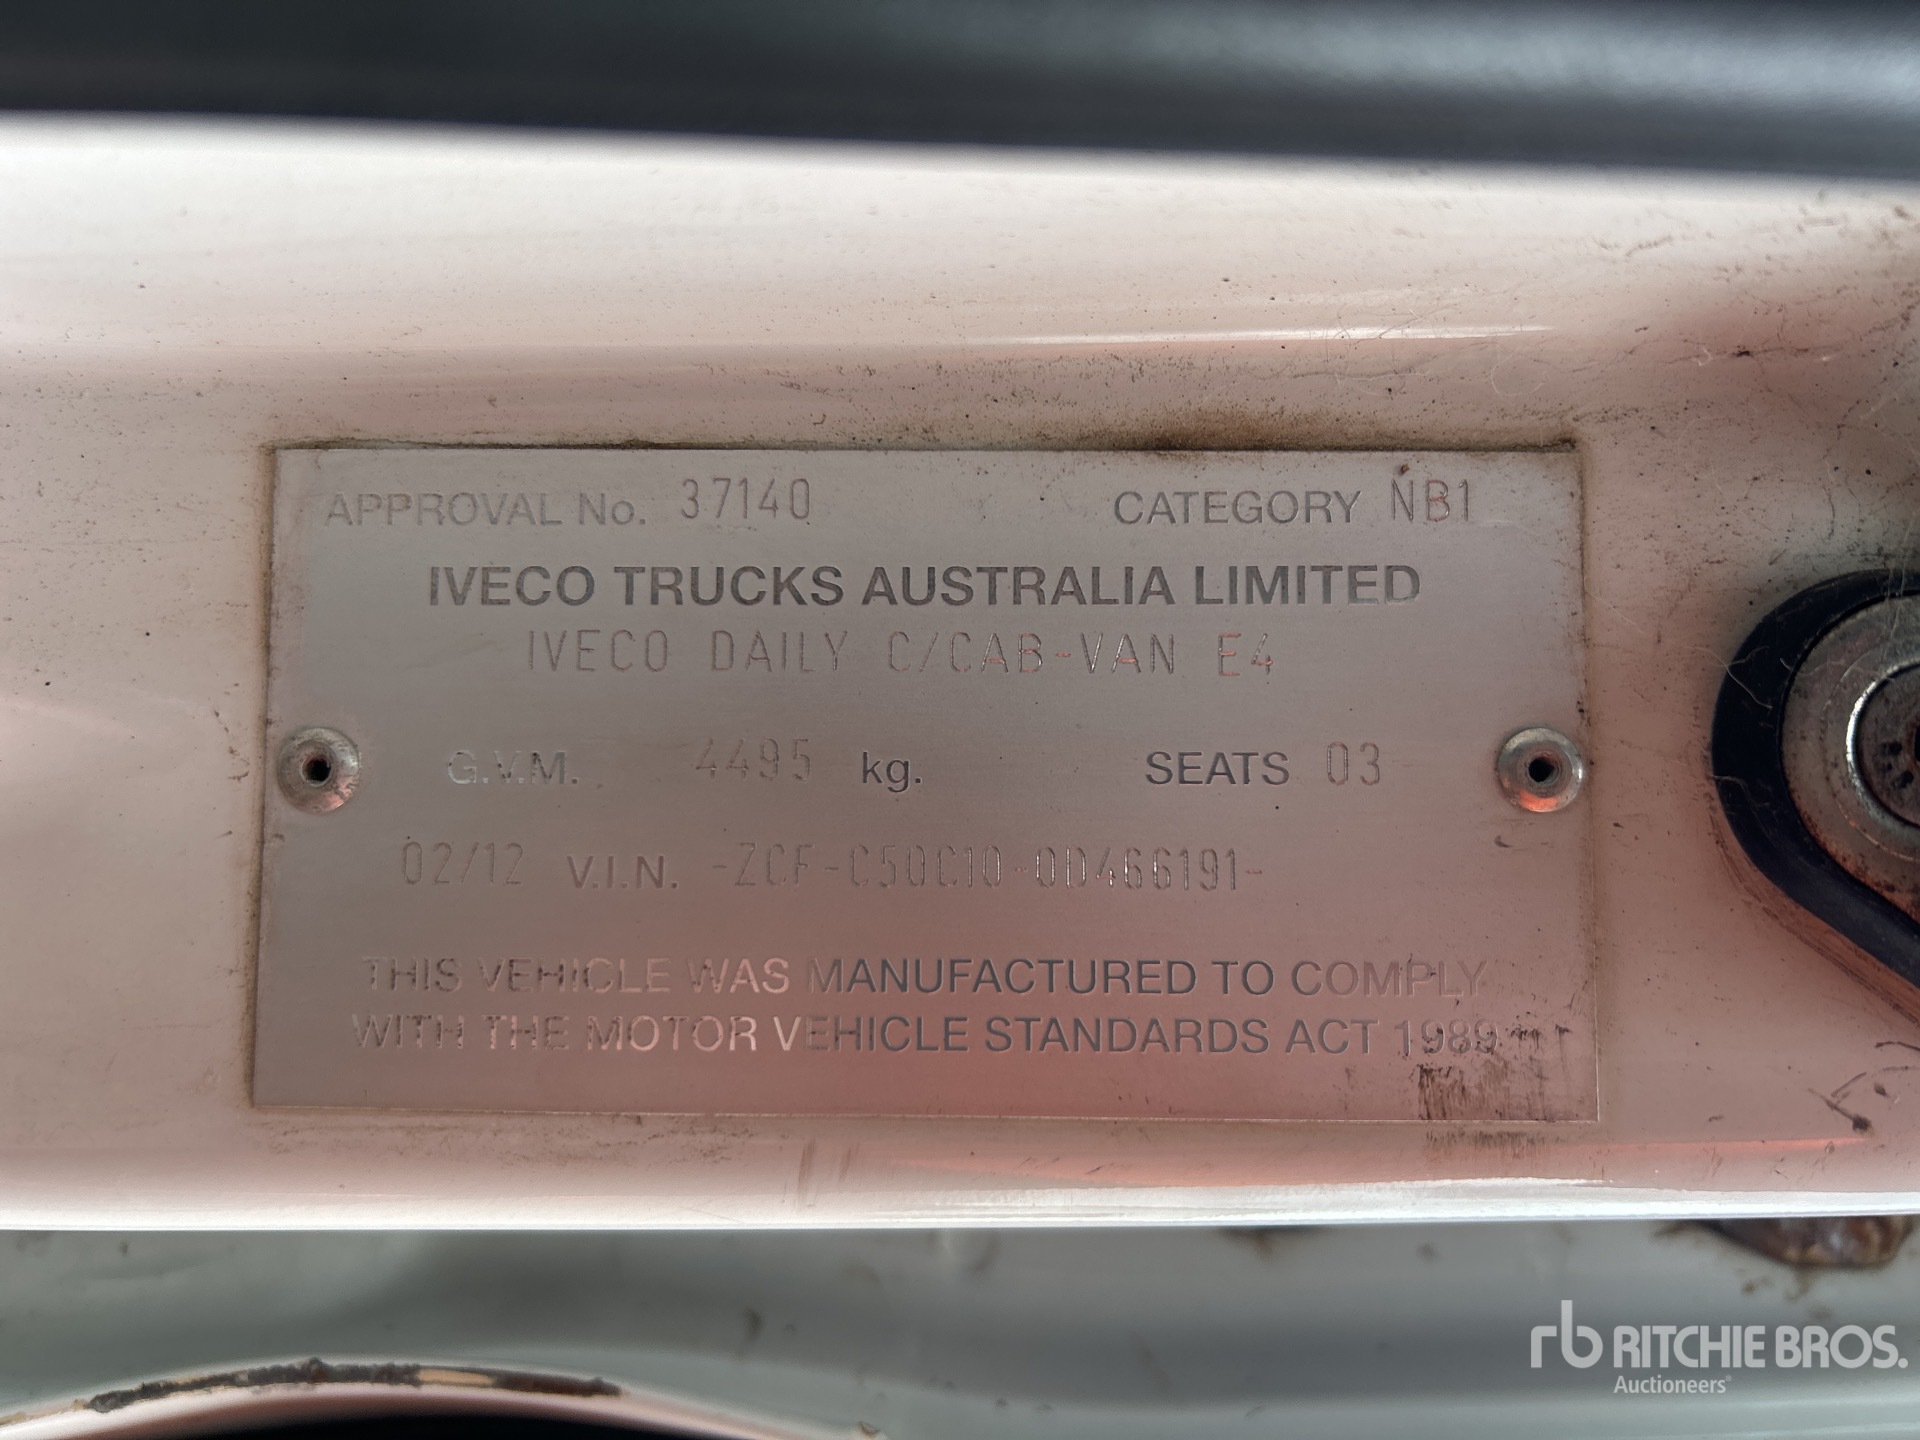 APPROVAL No. 37140 CATEGORY NB1
IVECO TRUCKS AUSTRALIA LIMITED
IVECO DAILY C/CAB-VAN E4
G.V.M. 4495 kg. SEATS 03
02/12 V.I.N. -ZCF-C50C10-0D466191-
THIS VEHICLE WAS MANUFACTURED TO COMPLY
WITH THE MOTOR VEHICLE STANDARDS ACT 1989
rb RITCHIE BROS.
Auctioneers